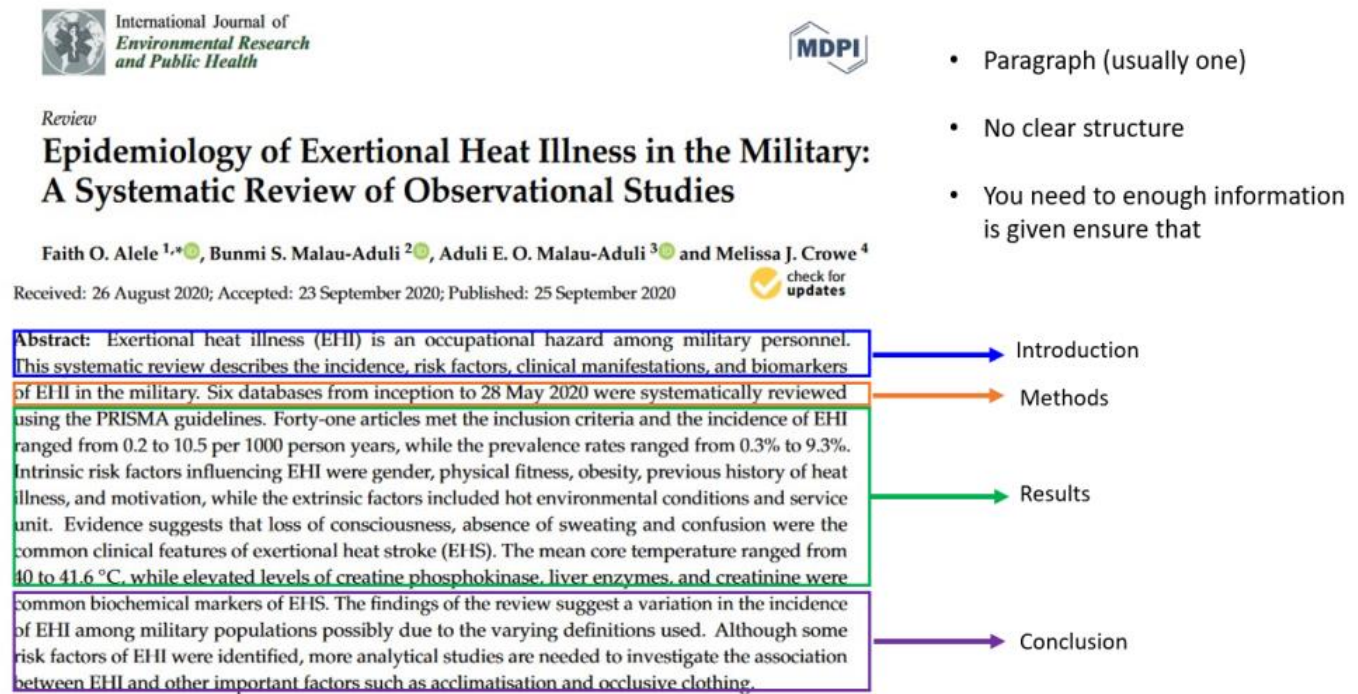 International Journal of
Environmental Research
and Public Health
MDPI
Review
Epidemiology of Exertional Heat Illness in the Military:
A Systematic Review of Observational Studies
Faith O. Alele 1,*, Bunmi S. Malau-Aduli 2, Aduli E. O. Malau-Aduli 3 and Melissa J. Crowe 4
Received: 26 August 2020; Accepted: 23 September 2020; Published: 25 September 2020
check for
updates
Abstract: Exertional heat illness (EHI) is an occupational hazard among military personnel.
This systematic review describes the incidence, risk factors, clinical manifestations, and biomarkers
of EHI in the military. Six databases from inception to 28 May 2020 were systematically reviewed
using the PRISMA guidelines. Forty-one articles met the inclusion criteria and the incidence of EHI
ranged from 0.2 to 10.5 per 1000 person years, while the prevalence rates ranged from 0.3% to 9.3%.
Intrinsic risk factors influencing EHI were gender, physical fitness, obesity, previous history of heat
illness, and motivation, while the extrinsic factors included hot environmental conditions and service
unit. Evidence suggests that loss of consciousness, absence of sweating and confusion were the
common clinical features of exertional heat stroke (EHS). The mean core temperature ranged from
40 to 41.6 °C, while elevated levels of creatine phosphokinase, liver enzymes, and creatinine were
common biochemical markers of EHS. The findings of the review suggest a variation in the incidence
of EHI among military populations possibly due to the varying definitions used. Although some
risk factors of EHI were identified, more analytical studies are needed to investigate the association
between EHI and other important factors such as acclimatisation and occlusive clothing.
• Paragraph (usually one)
• No clear structure
• You need to enough information
is given ensure that
Introduction
Methods
Results
Conclusion